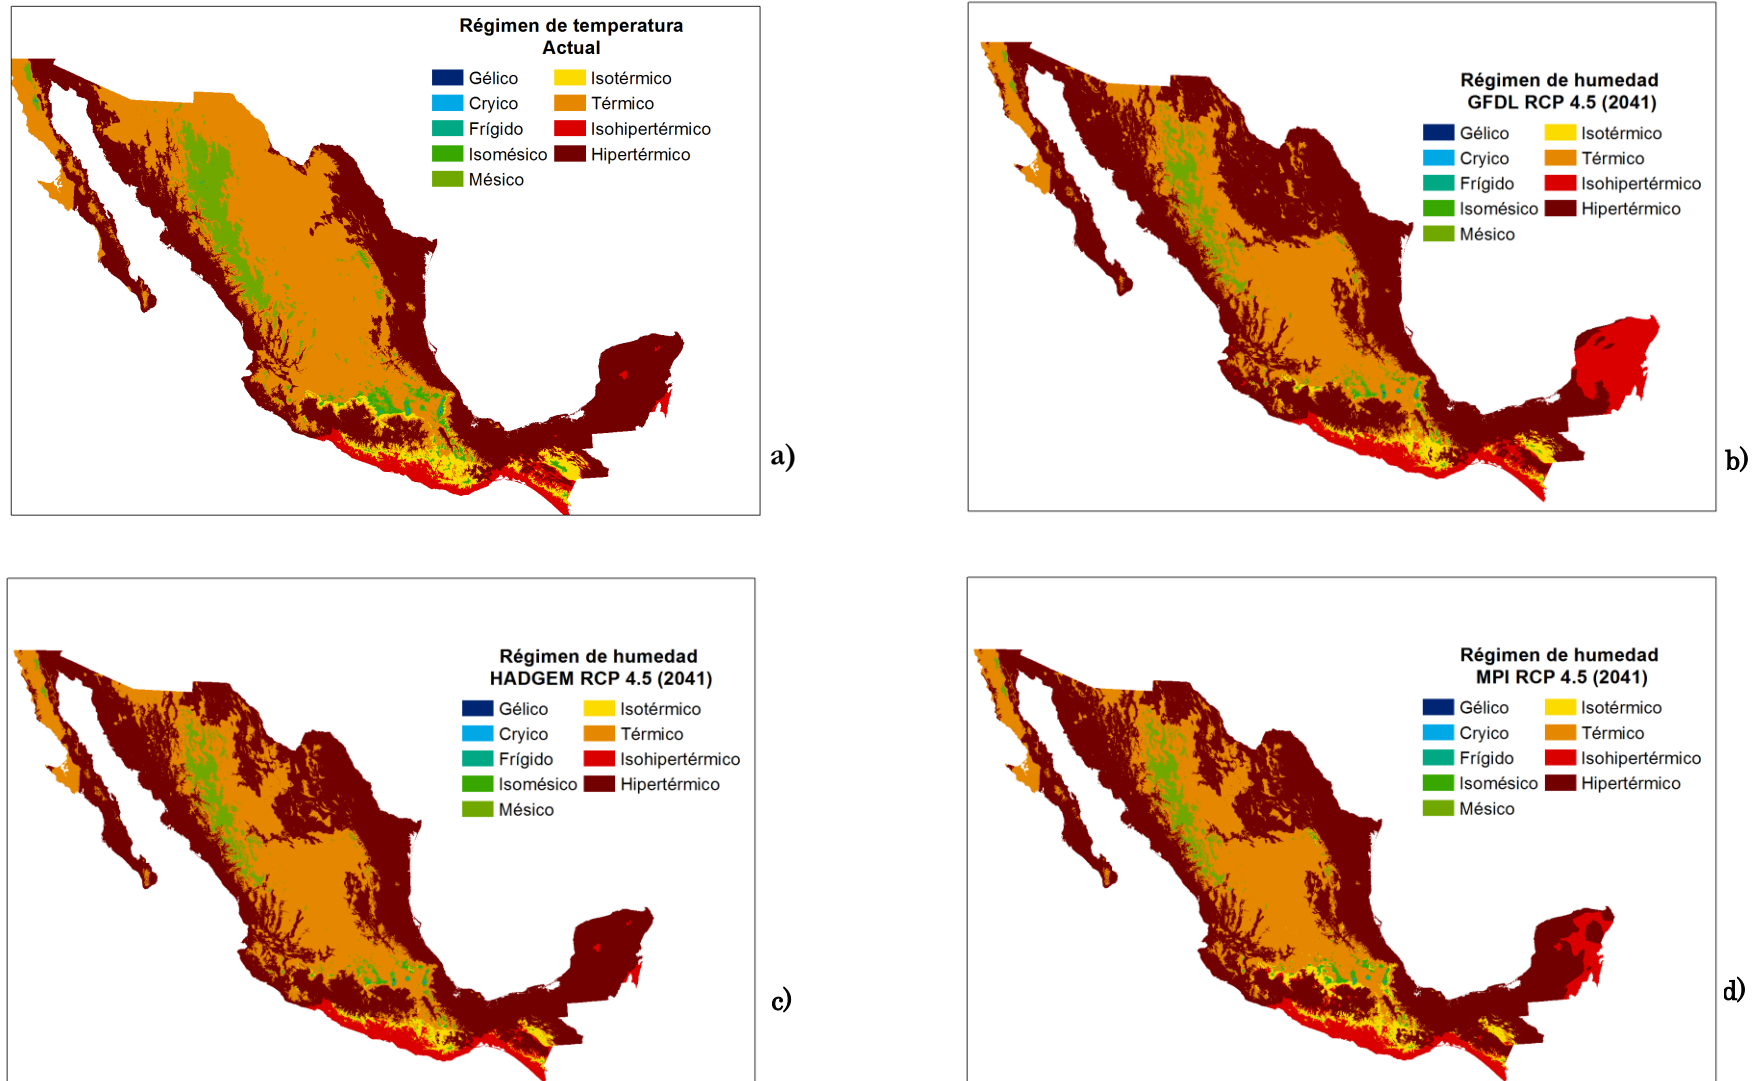 Régimen de temperatura
Actual
Gélico
Cryico
Frígido
Isomésico
Mésico
Isotérmico
Térmico
Isohipertérmico
Hipertérmico
a)
Régimen de humedad
GFDL RCP 4.5 (2041)
Gélico
Cryico
Frígido
Isomésico
Mésico
Isotérmico
Térmico
Isohipertérmico
Hipertérmico
b)
Régimen de humedad
HADGEM RCP 4.5 (2041)
Gélico
Cryico
Frígido
Isomésico
Mésico
Isotérmico
Térmico
Isohipertérmico
Hipertérmico
c)
Régimen de humedad
MPI RCP 4.5 (2041)
Gélico
Cryico
Frígido
Isomésico
Mésico
Isotérmico
Térmico
Isohipertérmico
Hipertérmico
d)